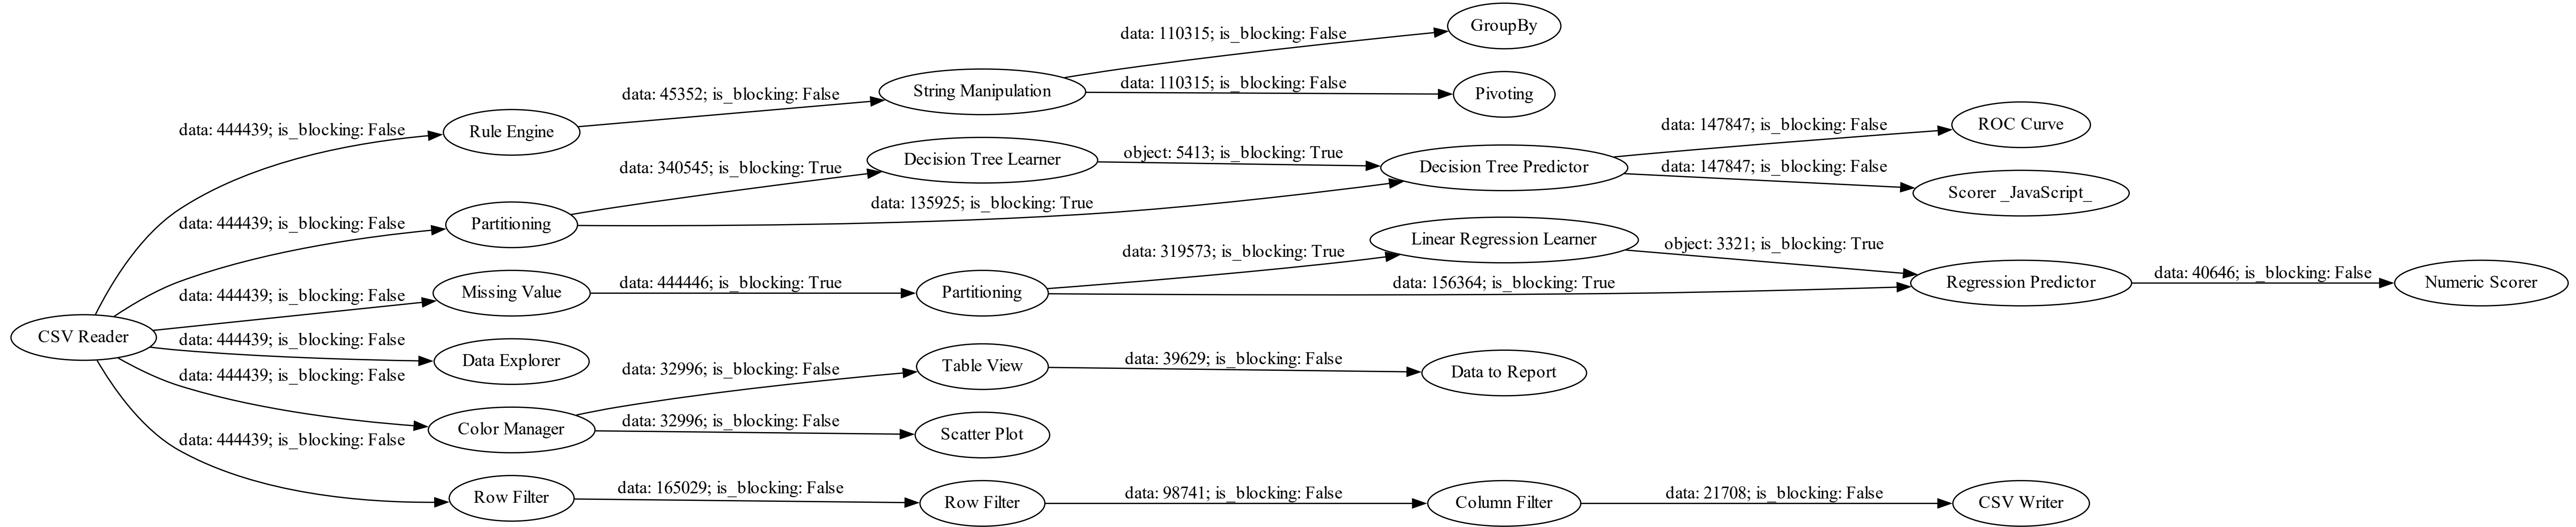 GroupBy
data: 110315; is_blocking: False
data: 110315; is_blocking: False
data: 45352; is_blocking: False
String Manipulation
Pivoting
data: 444439; is_blocking: False
Rule Engine
data: 147847; is_blocking: False
ROC Curve
data: 340545; is_blocking: True
Decision Tree Learner
object: 5413; is_blocking: True
Decision Tree Predictor
data: 147847; is_blocking: False
Scorer _JavaScript_
data: 135925; is_blocking: True
data: 444439; is_blocking: False
Partitioning
Linear Regression Learner
object: 3321; is_blocking: True
data: 319573; is_blocking: True
data: 444439; is_blocking: False
Missing Value
data: 444446; is_blocking: True
Partitioning
data: 156364; is_blocking: True
Regression Predictor
data: 40646; is_blocking: False
Numeric Scorer
CSV Reader
data: 444439; is_blocking: False
Data Explorer
data: 32996; is_blocking: False
Table View
data: 39629; is_blocking: False
Data to Report
data: 444439; is_blocking: False
Color Manager
data: 32996; is_blocking: False
Scatter Plot
data: 444439; is_blocking: False
Row Filter
data: 165029; is_blocking: False
Row Filter
data: 98741; is_blocking: False
Column Filter
data: 21708; is_blocking: False
CSV Writer